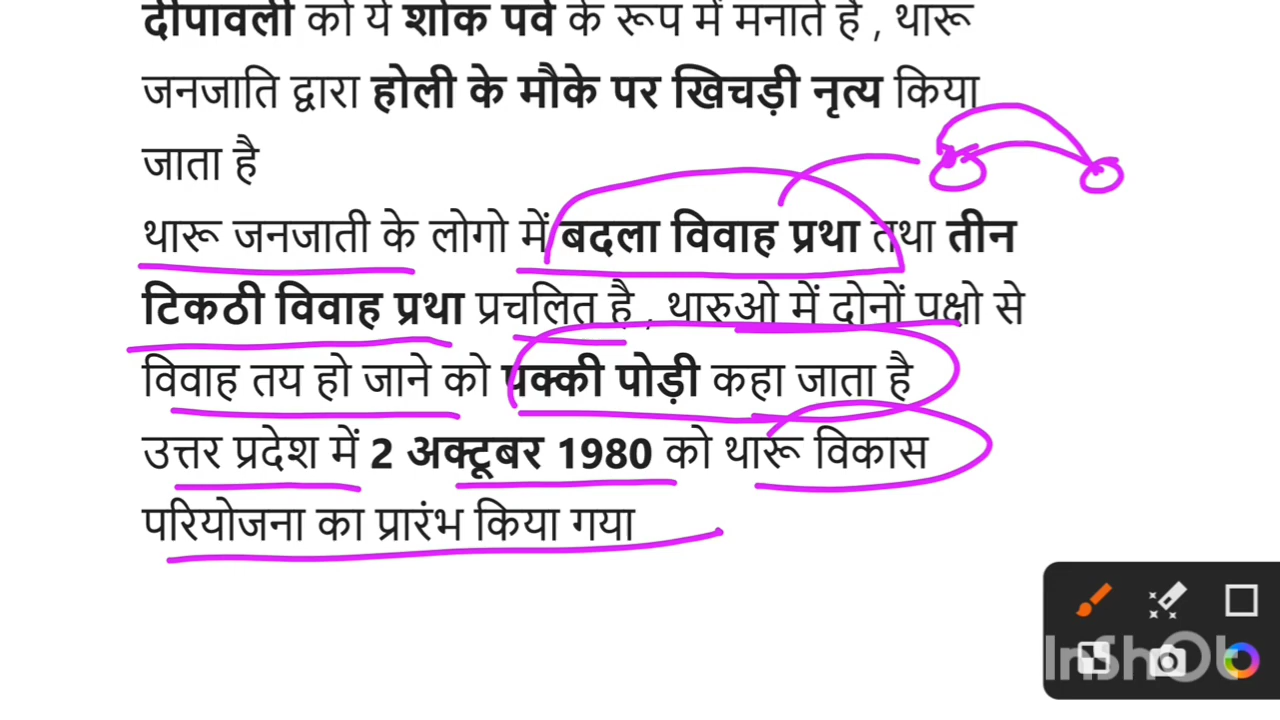 दीपावली को ये शोक पर्व के रूप में मनाते है , थारू
जनजाति द्वारा होली के मौके पर खिचड़ी नृत्य किया
जाता है
थारू जनजाती के लोगो में बदला विवाह प्रथा तथा तीन
टिकठी विवाह प्रथा प्रचलित है , थारुओ में दोनों पक्षो से
विवाह तय हो जाने को पक्की पोड़ी कहा जाता है
उत्तर प्रदेश में 2 अक्टूबर 1980 को थारू विकास
परियोजना का प्रारंभ किया गया
InShOt